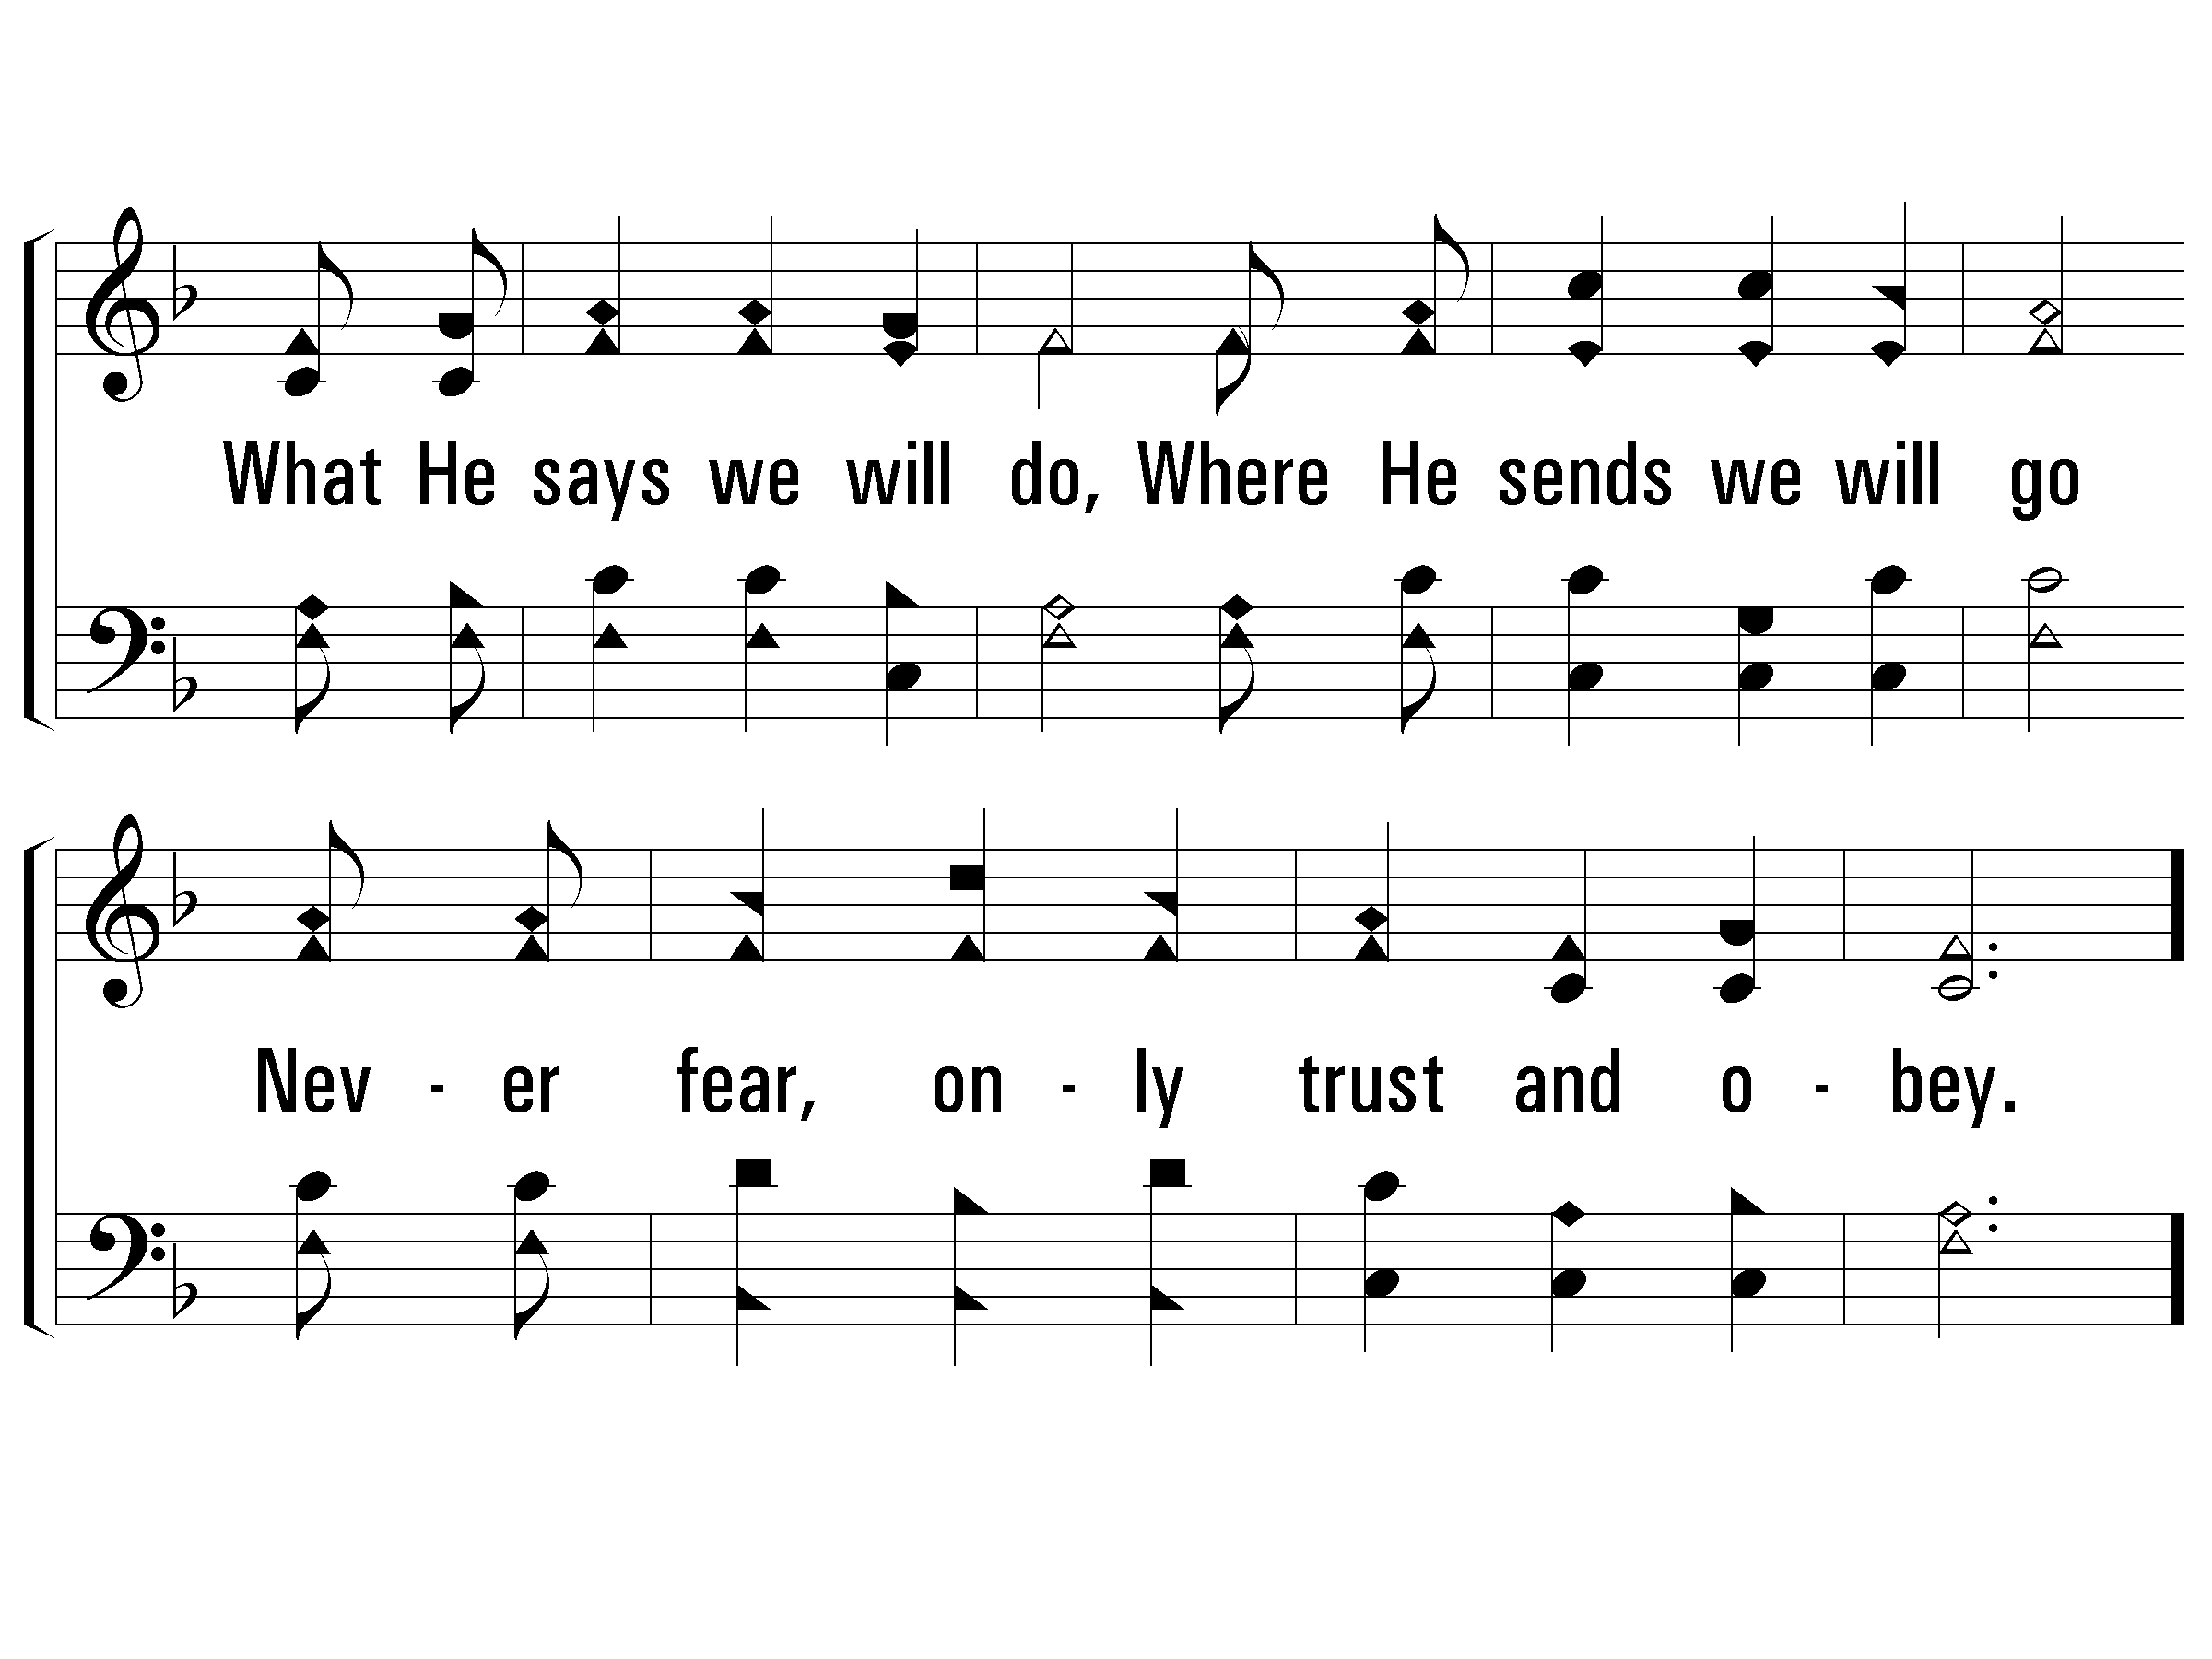 What He says we will do, Where He sends we will go
Nev - er fear, on - ly trust and o - bey.